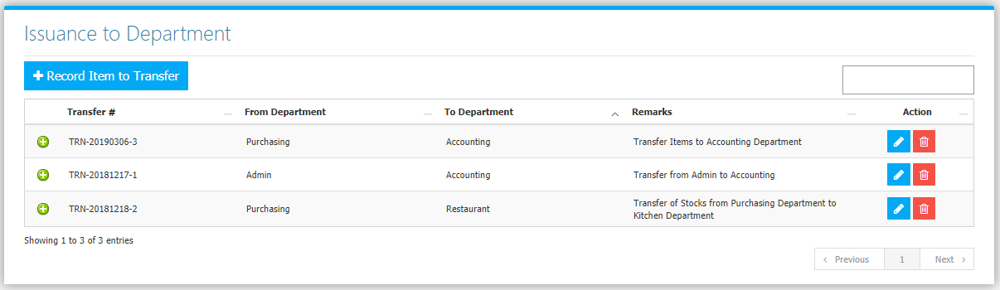 Issuance to Department
Record Item to Transfer
Transfer # From Department To Department Remarks Action
TRN-20190306-3 Purchasing Accounting Transfer Items to Accounting Department
TRN-20181217-1 Admin Accounting Transfer from Admin to Accounting
TRN-20181218-2 Purchasing Restaurant Transfer of Stocks from Purchasing Department to
Kitchen Department
Showing 1 to 3 of 3 entries
Previous 1 Next